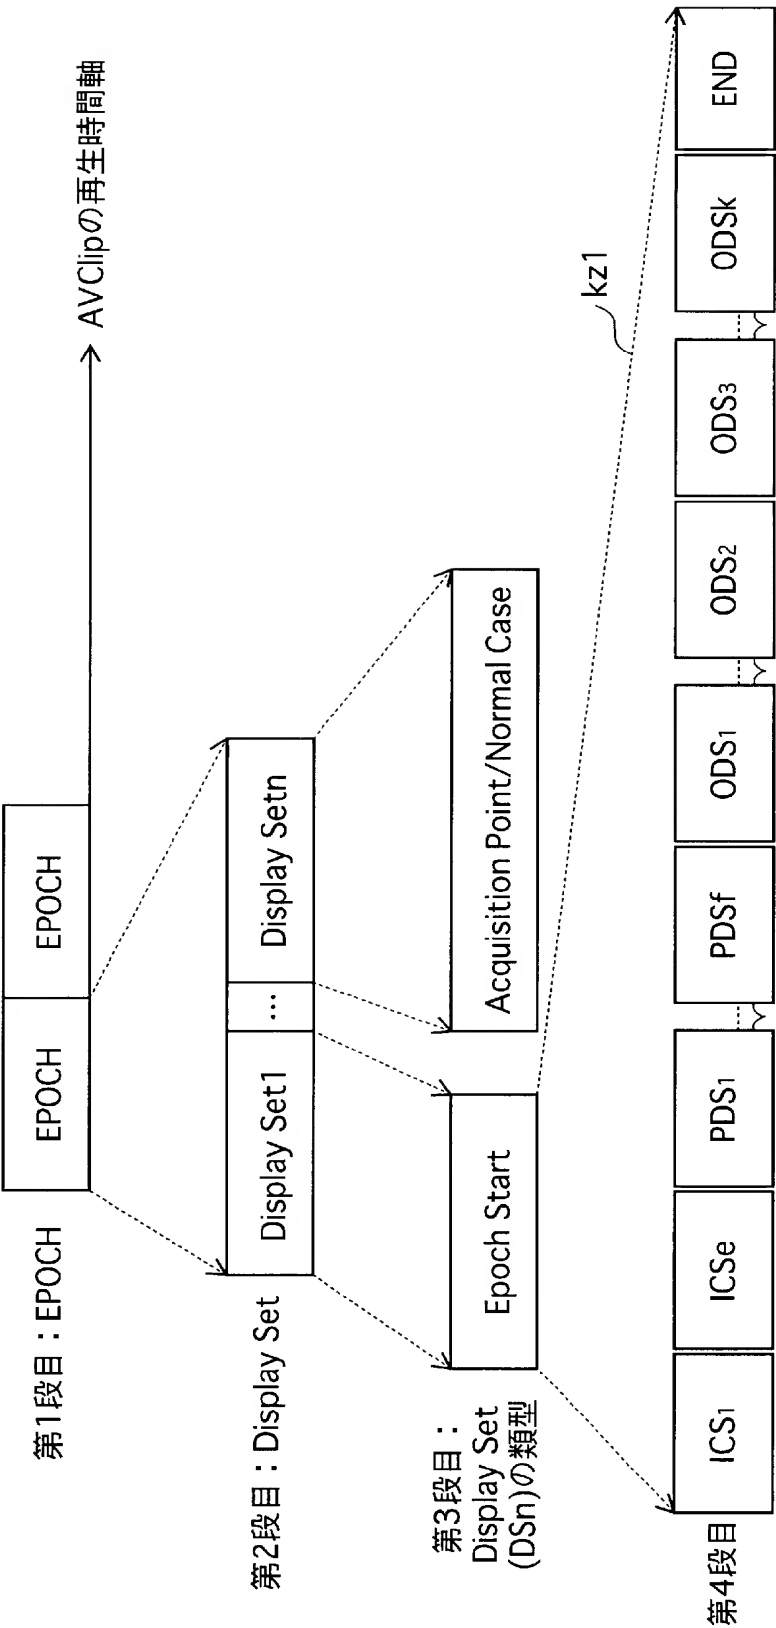 第1段目：EPOCH
EPOCH
EPOCH
AVClipの再生時間軸
第2段目：Display Set
Display Set1
…
Display Setn
第3段目：
Display Set
(DSn)の類型
Epoch Start
Acquisition Point/Normal Case
kz1
第4段目
ICS1
ICSe
PDS1
PDSf
ODS1
ODS2
ODS3
ODSk
END